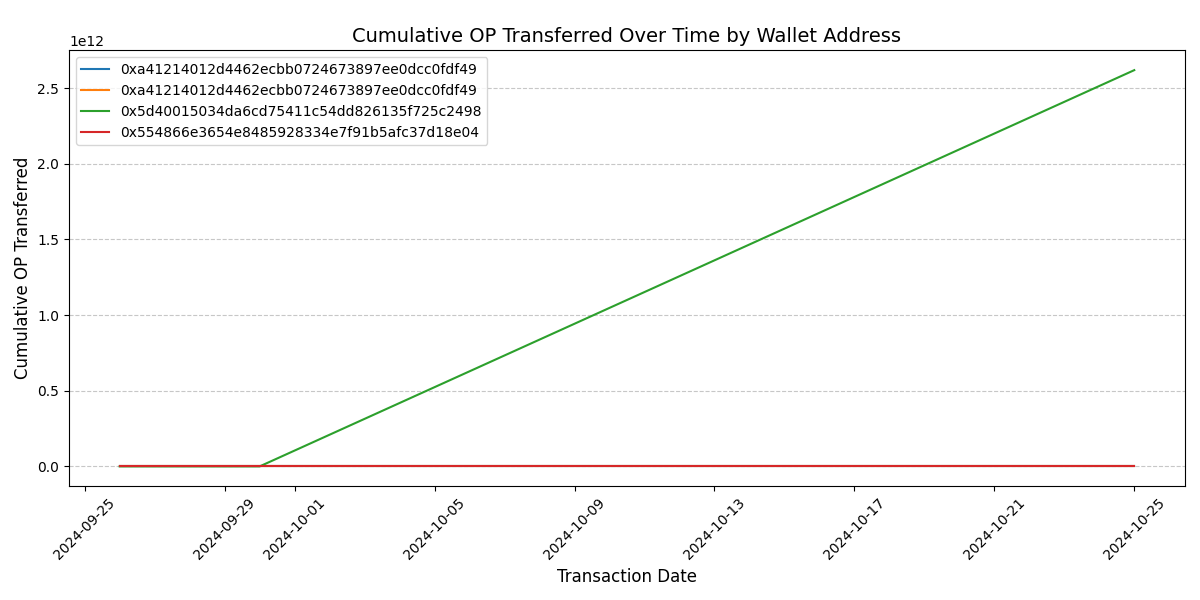 Cumulative OP Transferred Over Time by Wallet Address
1e12
0xa41214012d4462ecbb0724673897ee0dcc0fdf49
0xa41214012d4462ecbb0724673897ee0dcc0fdf49
0x5d40015034da6cd75411c54dd826135f725c2498
0x554866e3654e8485928334e7f91b5afc37d18e04
Cumulative OP Transferred
2.5
2.0
1.5
1.0
0.5
0.0
2024-09-25
2024-09-29
2024-10-01
2024-10-05
2024-10-09
2024-10-13
2024-10-17
2024-10-21
2024-10-25
Transaction Date